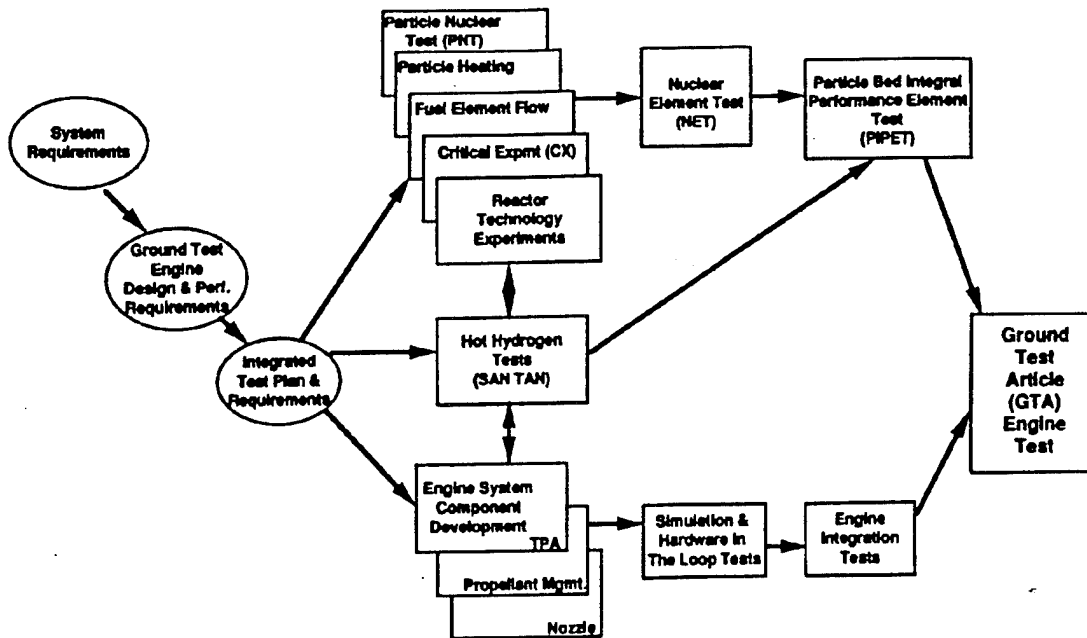 Particle Nuclear
Test (PNT)
Particle Heating
Fuel Element Flow
Critical Expmt (CX)
Reactor
Technology
Experiments
Nuclear
Element Test
(NET)
Particle Bed Integral
Performance Element
Test
(PIPET)
System
Requirements
Ground Test
Engine
Design & Perf.
Requirements
Integrated
Test Plan &
Requirements
Hot Hydrogen
Tests
(SAN TAN)
Ground
Test
Article
(GTA)
Engine
Test
Engine System
Component
Development
TPA
Propellant Mgmt.
Nozzle
Simulation &
Hardware In
The Loop Tests
Engine
Integration
Tests